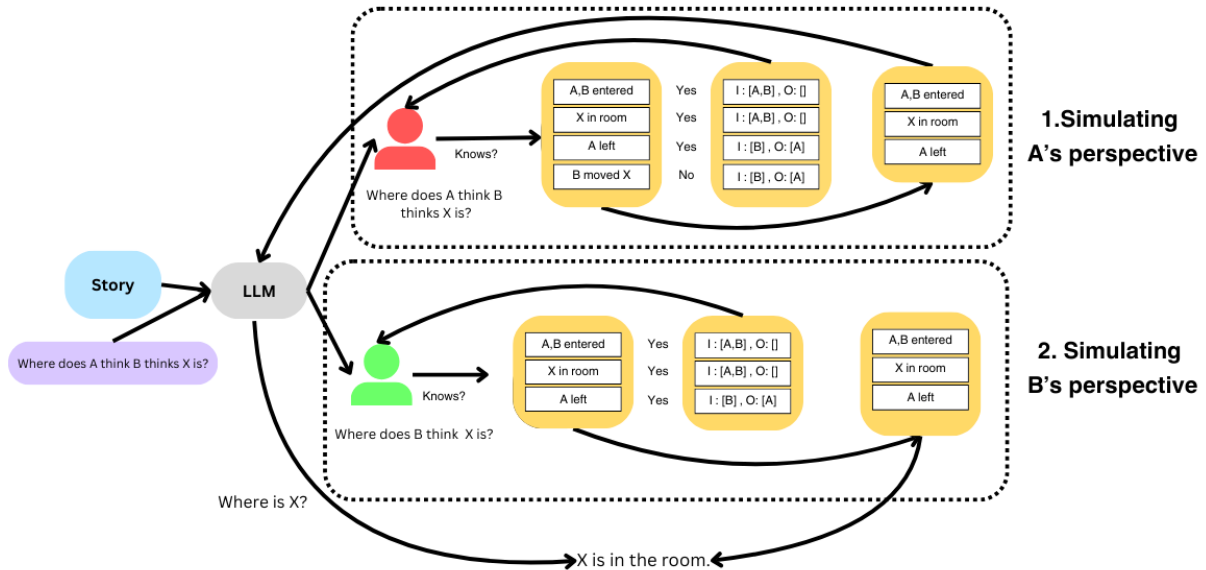 A,B entered
X in room
A left
B moved X
Yes
Yes
Yes
No
I : [A,B] , O: []
I : [A,B] , O: []
I : [B] , O: [A]
I : [B] , O: [A]
A,B entered
X in room
A left
Knows?
Where does A think B
thinks X is?
1.Simulating
A's perspective
Story
LLM
Where does A think B thinks X is?
A,B entered
X in room
A left
Yes
Yes
Yes
I : [A,B] , O: []
I : [A,B] , O: []
I : [B] , O: [A]
A,B entered
X in room
A left
Knows?
Where does B think X is?
2. Simulating
B's perspective
Where is X?
X is in the room.